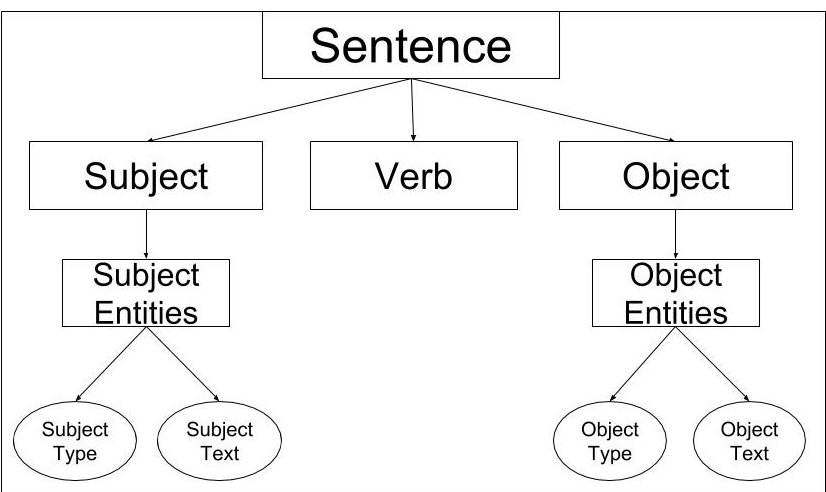 Sentence
Subject
Verb
Object
Subject
Entities
Object
Entities
Subject
Type
Subject
Text
Object
Type
Object
Text